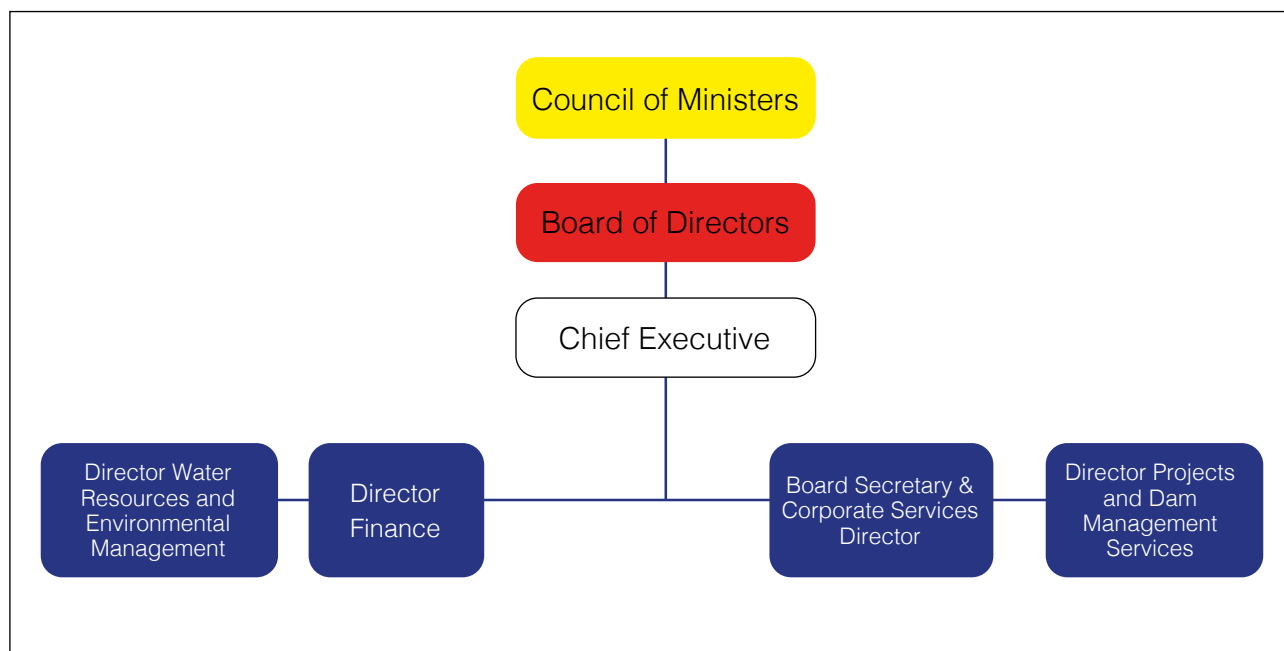 Council of Ministers
Board of Directors
Chief Executive
Director Water
Resources and
Environmental
Management
Director
Finance
Board Secretary &
Corporate Services
Director
Director Projects
and Dam
Management
Services